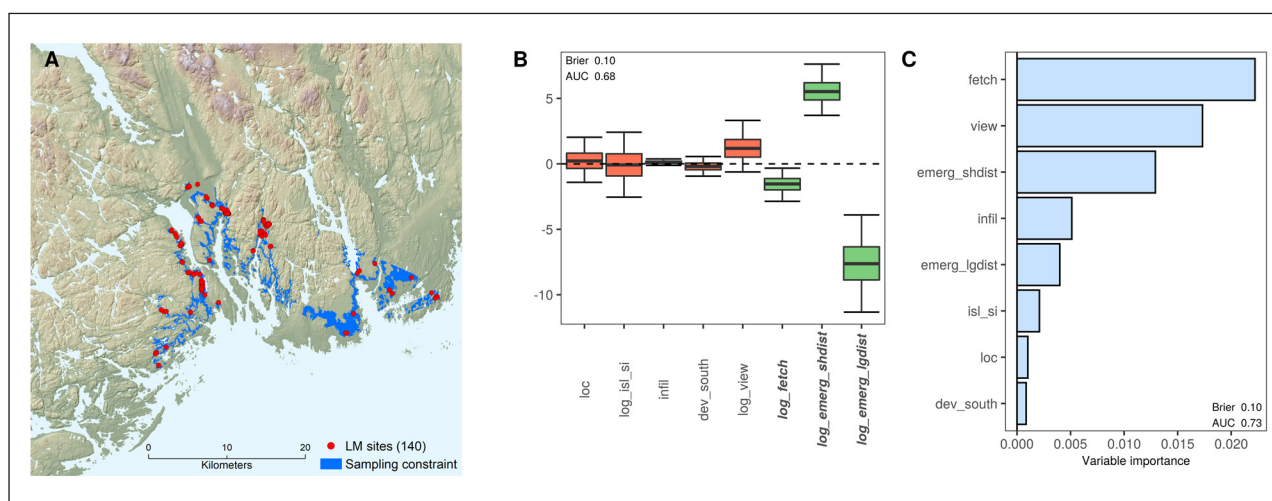 A
0
10
20
Kilometers
LM sites (140)
Sampling constraint
B
Brier 0.10
AUC 0.68
5
0
-5
-10
loc
log_isl_si
infil
dev_south
log_view
log_fetch
log_emerg_shdist
log_emerg_lgdist
C
fetch
view
emerg_shdist
infil
emerg_lgdist
isl_si
loc
dev_south
Brier 0.10
AUC 0.73
0.000
0.005
0.010
0.015
0.020
Variable importance